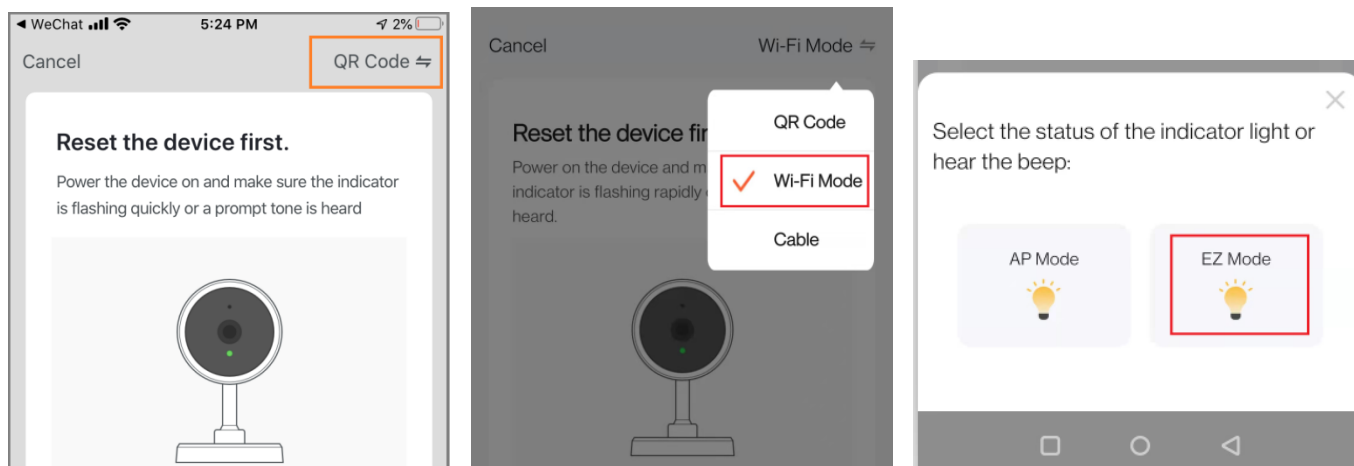 WeChat 5:24 PM 2%
Cancel QR Code
Reset the device first.
Power the device on and make sure the indicator
is flashing quickly or a prompt tone is heard
Cancel Wi-Fi Mode
Reset the device fir
Power on the device and m
indicator is flashing rapidly
heard.
QR Code
Wi-Fi Mode
Cable
Select the status of the indicator light or
hear the beep:
AP Mode EZ Mode